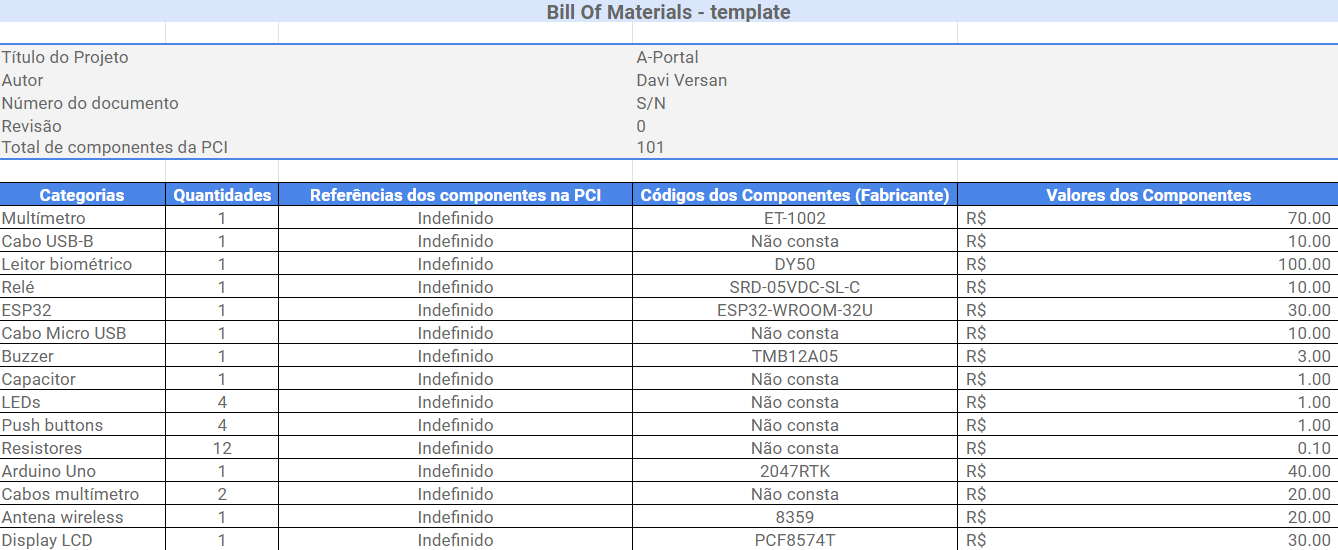 Bill Of Materials - template
Título do Projeto A-Portal
Autor Davi Versan
Número do documento S/N
Revisão 0
Total de componentes da PCI 101
Categorias Quantidades Referências dos componentes na PCI Códigos dos Componentes (Fabricante) Valores dos Componentes
Multímetro 1 Indefinido ET-1002 R$ 70.00
Cabo USB-B 1 Indefinido Não consta R$ 10.00
Leitor biométrico 1 Indefinido DY50 R$ 100.00
Relé 1 Indefinido SRD-05VDC-SL-C R$ 10.00
ESP32 1 Indefinido ESP32-WROOM-32U R$ 30.00
Cabo Micro USB 1 Indefinido Não consta R$ 10.00
Buzzer 1 Indefinido TMB12A05 R$ 3.00
Capacitor 1 Indefinido Não consta R$ 1.00
LEDs 4 Indefinido Não consta R$ 1.00
Push buttons 4 Indefinido Não consta R$ 1.00
Resistores 12 Indefinido Não consta R$ 0.10
Arduino Uno 1 Indefinido 2047RTK R$ 40.00
Cabos multímetro 2 Indefinido Não consta R$ 20.00
Antena wireless 1 Indefinido 8359 R$ 20.00
Display LCD 1 Indefinido PCF8574T R$ 30.00